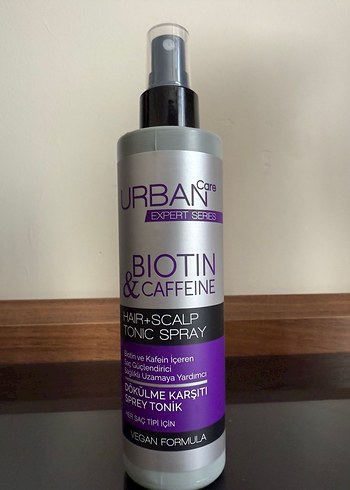 URBAN Care
EXPERT SERIES
BIOTIN
& CAFFEINE
HAIR+SCALP
TONIC SPRAY
Biotin ve Kafein İçeren
Saç Güçlendirici
Sağlıklı Uzamaya Yardımcı
DÖKÜLME KARŞITI
SPREY TONİK
HER SAÇ TİPİ İÇİN
VEGAN FORMULA